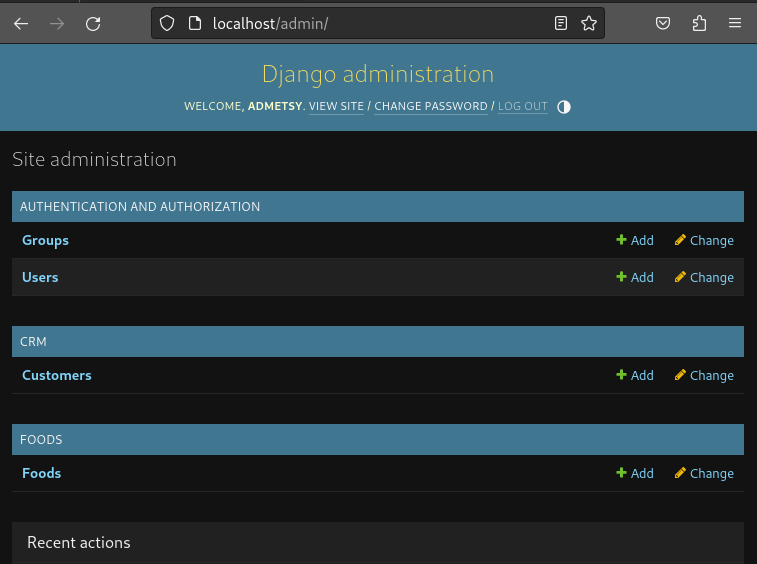 localhost/admin/
Django administration
WELCOME, ADMETSY. VIEW SITE / CHANGE PASSWORD / LOG OUT
Site administration
AUTHENTICATION AND AUTHORIZATION
Groups Add Change
Users Add Change
CRM
Customers Add Change
FOODS
Foods Add Change
Recent actions